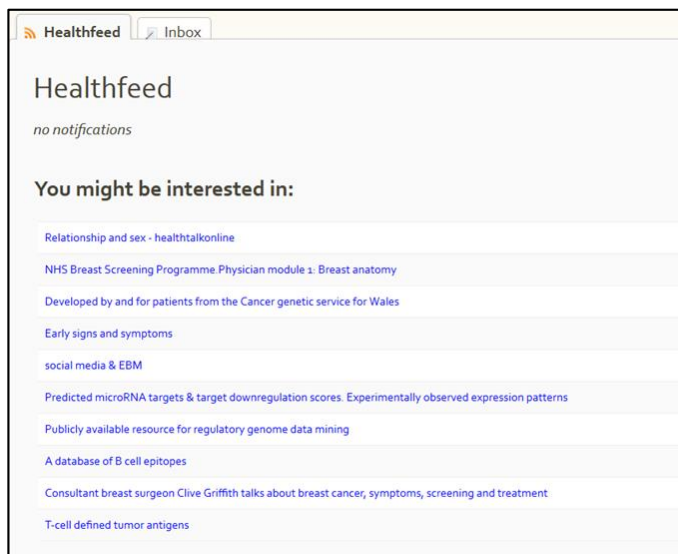 Healthfeed
Inbox
Healthfeed
no notifications
You might be interested in:
Relationship and sex - healthtalkonline
NHS Breast Screening Programme.Physician module 1: Breast anatomy
Developed by and for patients from the Cancer genetic service for Wales
Early signs and symptoms
social media & EBM
Predicted microRNA targets & target downregulation scores. Experimentally observed expression patterns
Publicly available resource for regulatory genome data mining
A database of B cell epitopes
Consultant breast surgeon Clive Griffith talks about breast cancer, symptoms, screening and treatment
T-cell defined tumor antigens